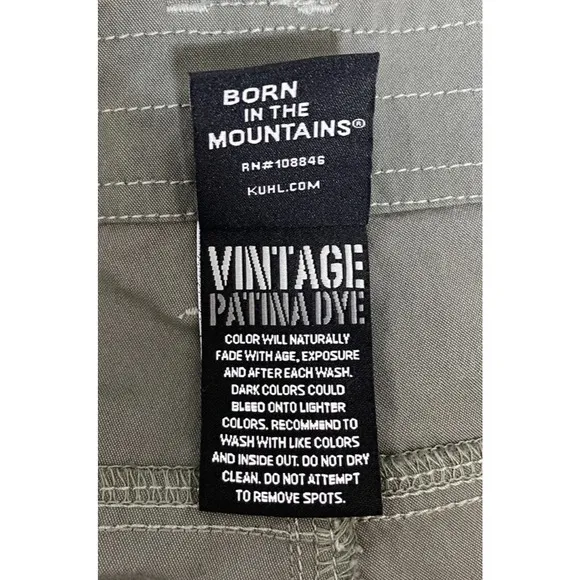 BORN
IN THE
MOUNTAINS®
RN#108846
KUHL.COM
VINTAGE
PATINA DYE
COLOR WILL NATURALLY
FADE WITH AGE, EXPOSURE
AND AFTER EACH WASH.
DARK COLORS COULD
BLEED ONTO LIGHTER
COLORS. RECOMMEND TO
WASH WITH LIKE COLORS
AND INSIDE OUT. DO NOT DRY
CLEAN. DO NOT ATTEMPT
TO REMOVE SPOTS.